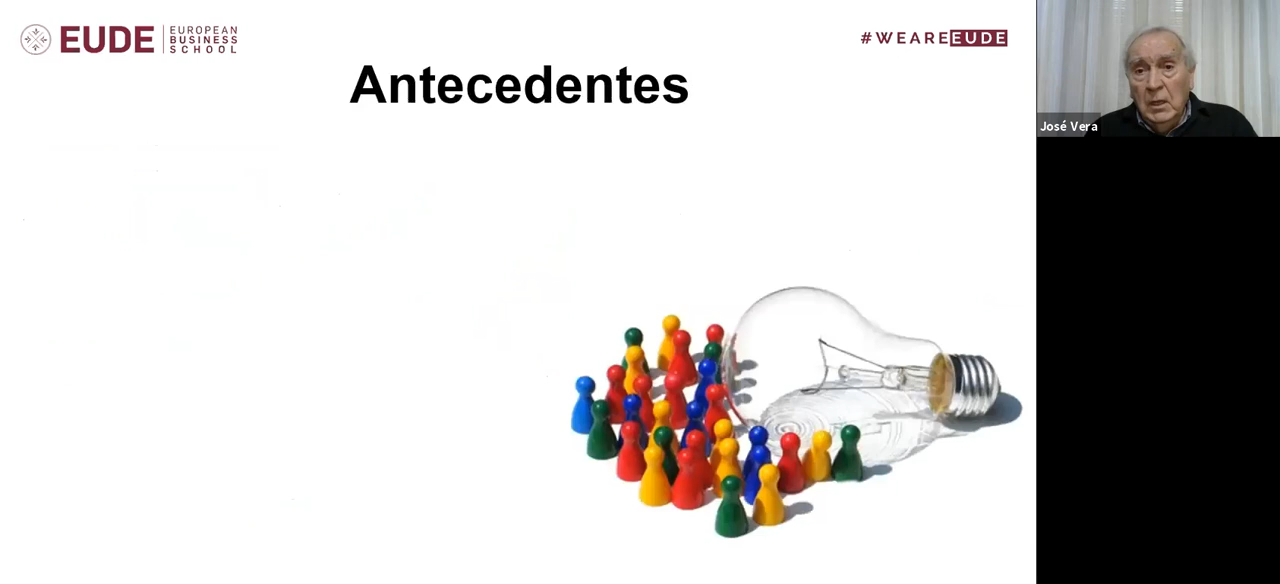 EUDE
EUROPEAN
BUSINESS
SCHOOL
#WEAREEUDE
Antecedentes
José Vera